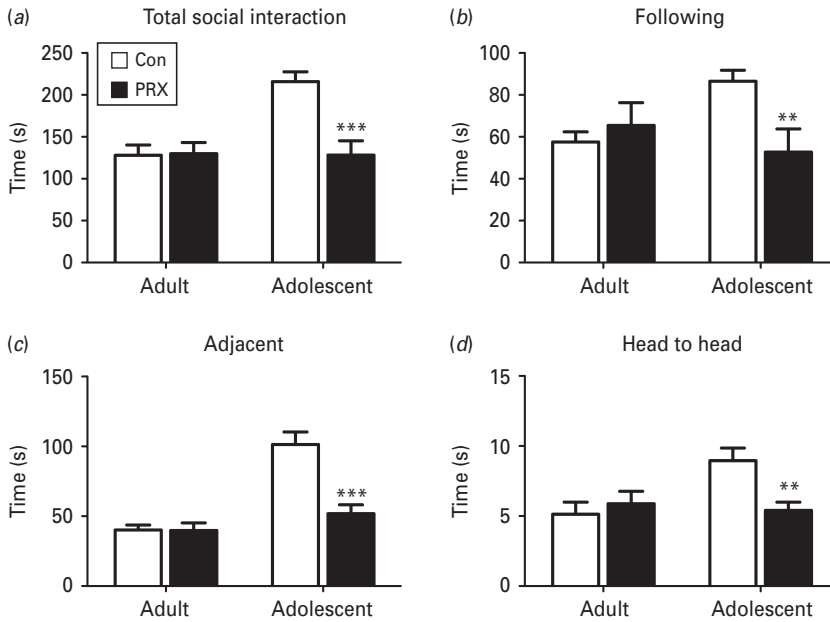 (a) Total social interaction
250
200
150
100
50
0
Time (s)
Con
PRX
***
Adult Adolescent
(b) Following
100
80
60
40
20
0
Time (s)
**
Adult Adolescent
(c) Adjacent
150
100
50
0
Time (s)
***
Adult Adolescent
(d) Head to head
15
10
5
0
Time (s)
**
Adult Adolescent